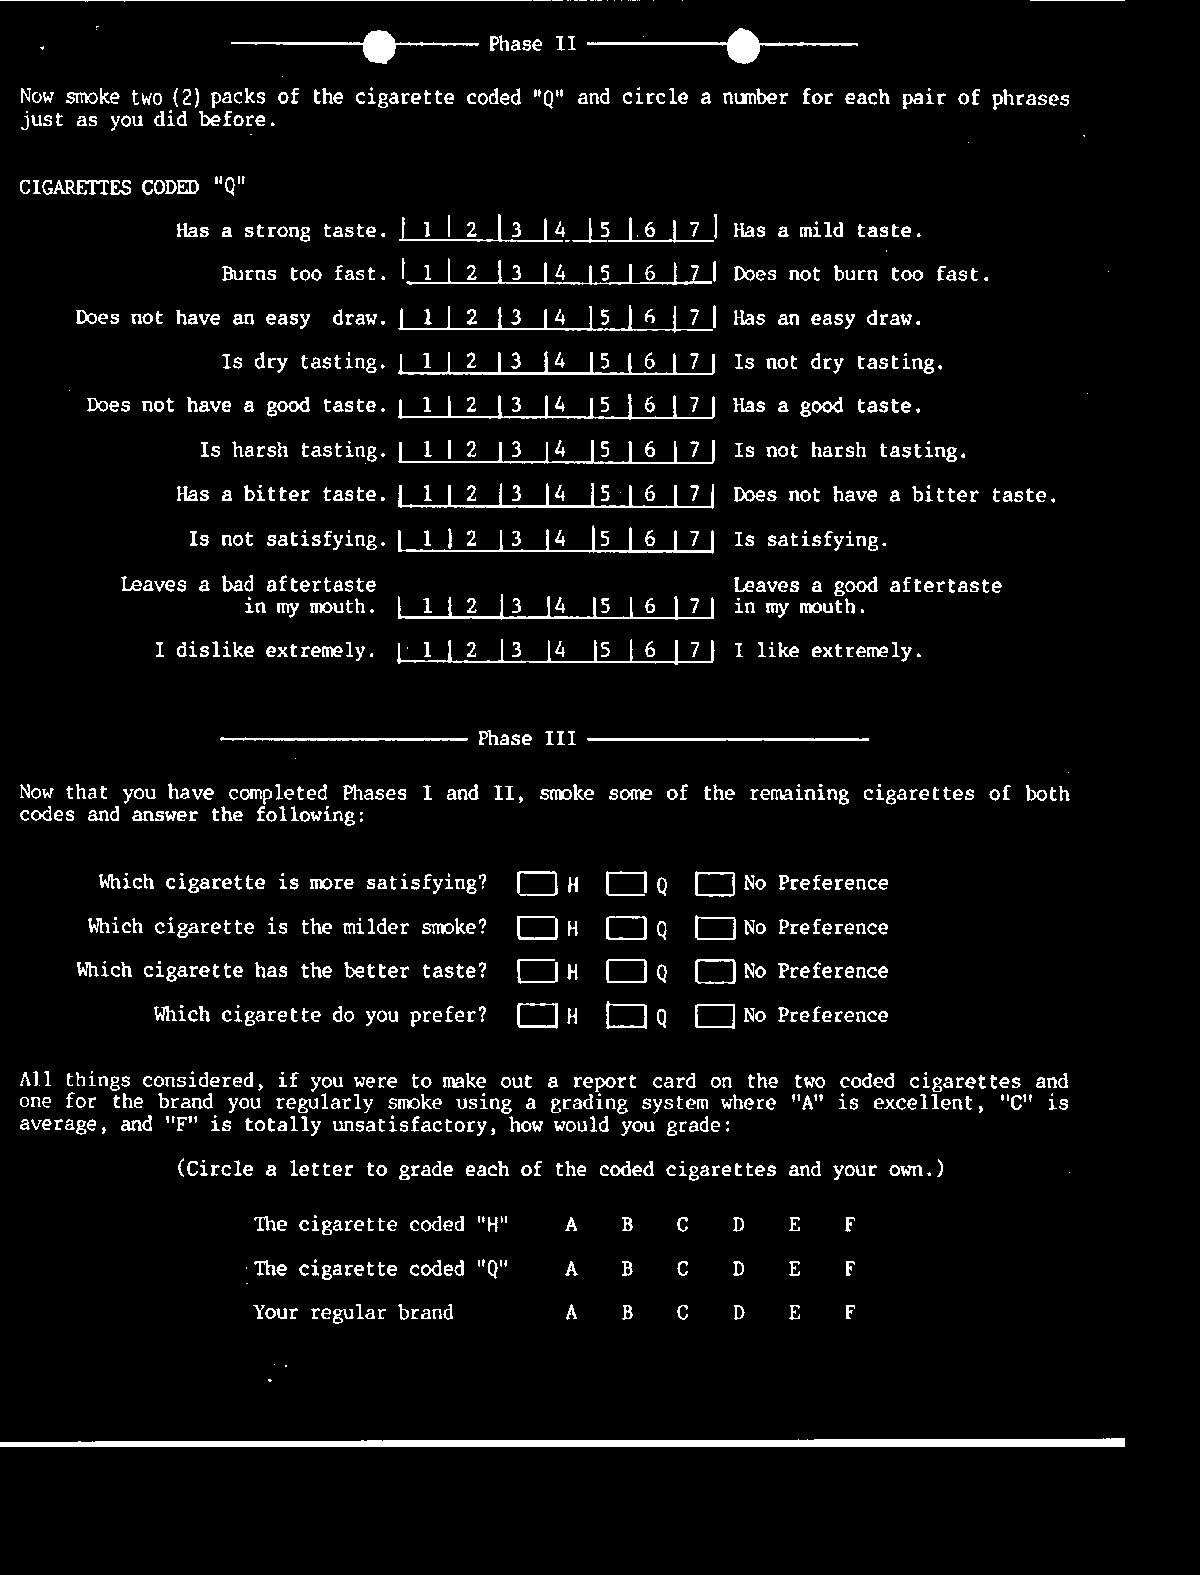 Phase II
Now smoke two (2) packs of the cigarette coded "Q" and circle a number for each pair of phrases
just as you did before.
CIGARETTES CODED "Q"
Has a strong taste. | 1 | 2 | 3 | 4 | 5 | 6 | 7 | Has a mild taste.
Burns too fast. | 1 | 2 | 3 | 4 | 5 | 6 | 7 | Does not burn too fast.
Does not have an easy draw. | 1 | 2 | 3 | 4 | 5 | 6 | 7 | Has an easy draw.
Is dry tasting. | 1 | 2 | 3 | 4 | 5 | 6 | 7 | Is not dry tasting.
Does not have a good taste. | 1 | 2 | 3 | 4 | 5 | 6 | 7 | Has a good taste.
Is harsh tasting. | 1 | 2 | 3 | 4 | 5 | 6 | 7 | Is not harsh tasting.
Has a bitter taste. | 1 | 2 | 3 | 4 | 5 | 6 | 7 | Does not have a bitter taste.
Is not satisfying. | 1 | 2 | 3 | 4 | 5 | 6 | 7 | Is satisfying.
Leaves a bad aftertaste Leaves a good aftertaste
in my mouth. | 1 | 2 | 3 | 4 | 5 | 6 | 7 | in my mouth.
I dislike extremely. | 1 | 2 | 3 | 4 | 5 | 6 | 7 | I like extremely.
Phase III
Now that you have completed Phases I and II, smoke some of the remaining cigarettes of both
codes and answer the following:
Which cigarette is more satisfying? H Q No Preference
Which cigarette is the milder smoke? H Q No Preference
Which cigarette has the better taste? H Q No Preference
Which cigarette do you prefer? H Q No Preference
All things considered, if you were to make out a report card on the two coded cigarettes and
one for the brand you regularly smoke using a grading system where "A" is excellent, "C" is
average, and "F" is totally unsatisfactory, how would you grade:
(Circle a letter to grade each of the coded cigarettes and your own.)
The cigarette coded "H" A B C D E F
The cigarette coded "Q" A B C D E F
Your regular brand A B C D E F